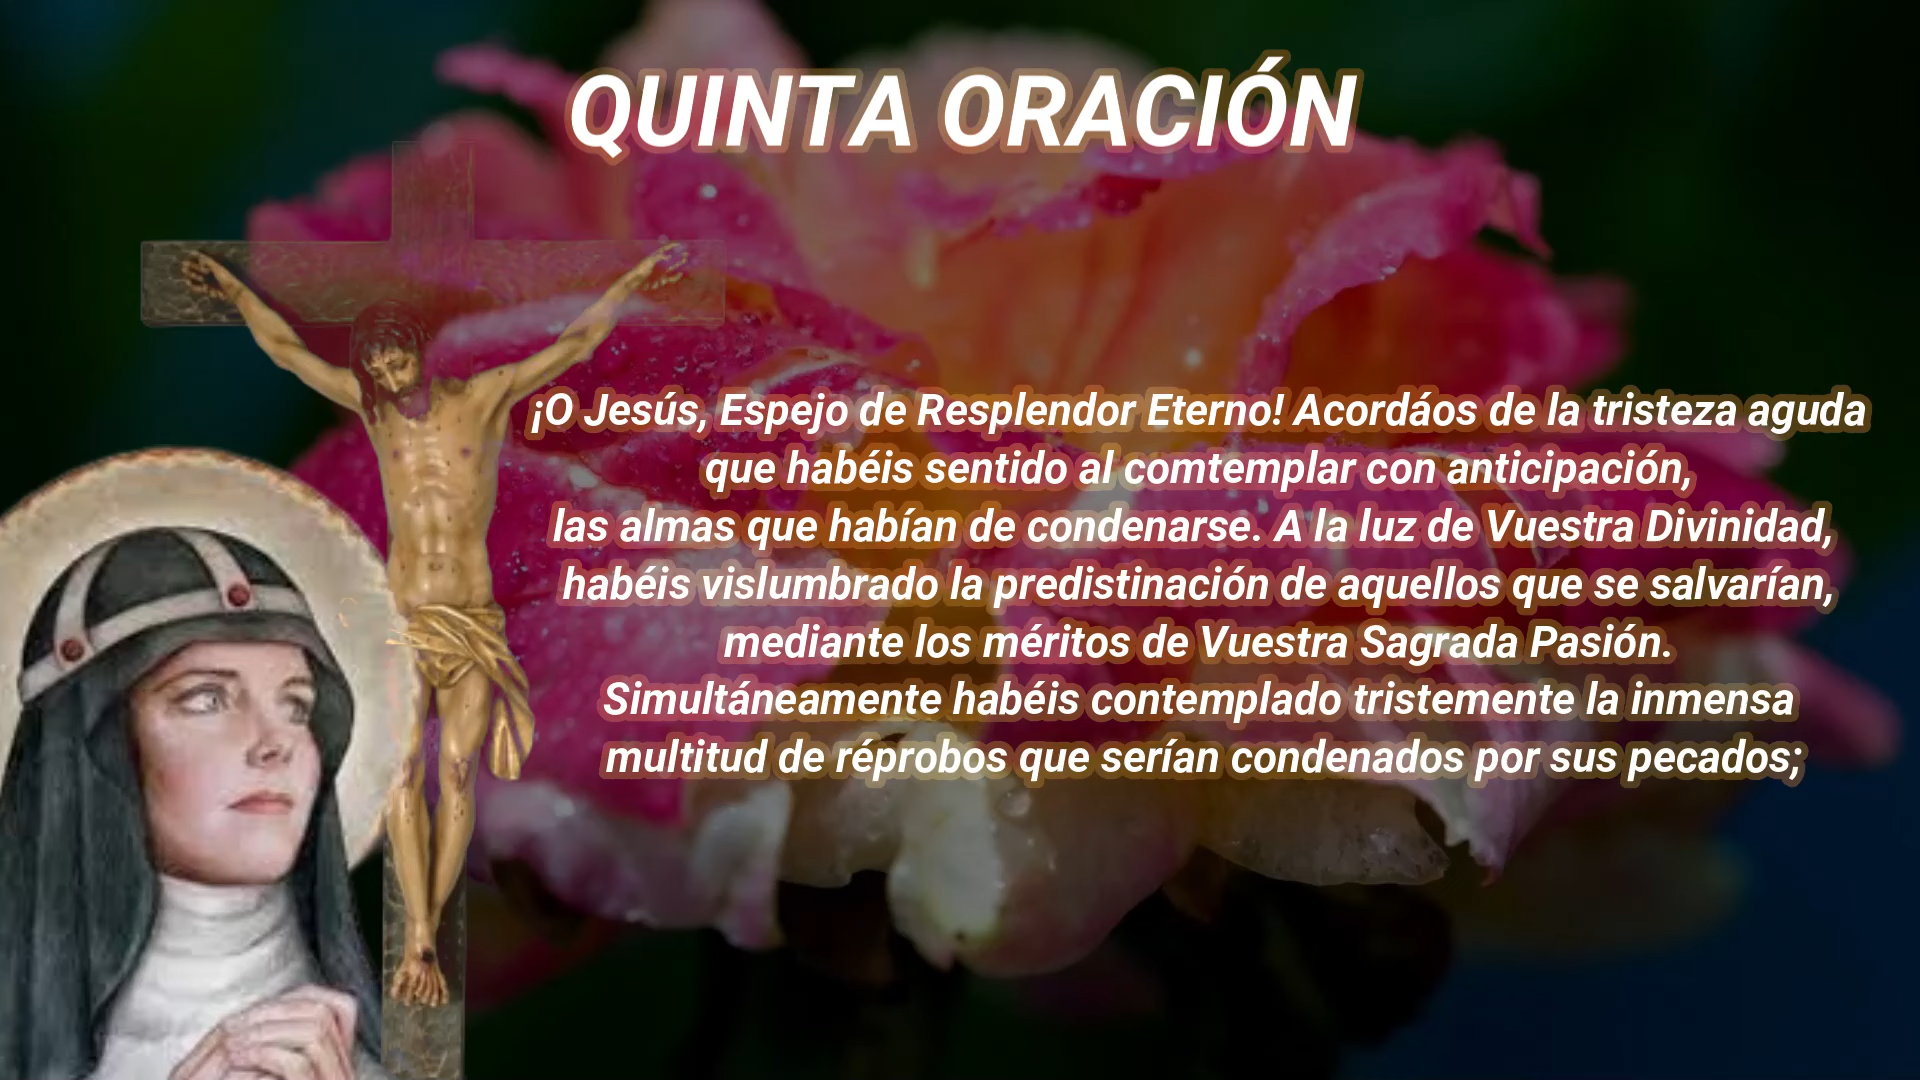 QUINTA ORACIÓN
¡O Jesús, Espejo de Resplendor Eterno! Acordáos de la tristeza aguda
que habéis sentido al comtemplar con anticipación,
las almas que habían de condenarse. A la luz de Vuestra Divinidad,
habéis vislumbrado la predistinación de aquellos que se salvarían,
mediante los méritos de Vuestra Sagrada Pasión.
Simultáneamente habéis contemplado tristemente la inmensa
multitud de réprobos que serían condenados por sus pecados;